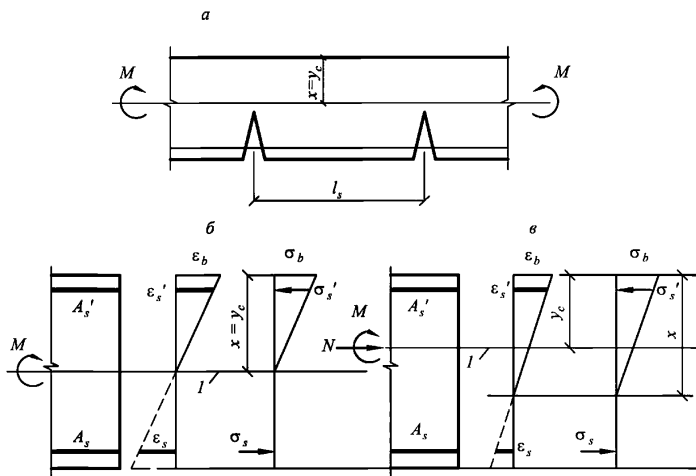 а
M
x=y_c
M
l_s
б
в
ε_b
σ_b
ε_b
σ_b
ε_s'
σ_s'
ε_s'
σ_s'
A_s'
A_s'
x = y_c
y_c
x
M
M
N
1
1
A_s
ε_s
σ_s
A_s
ε_s
σ_s